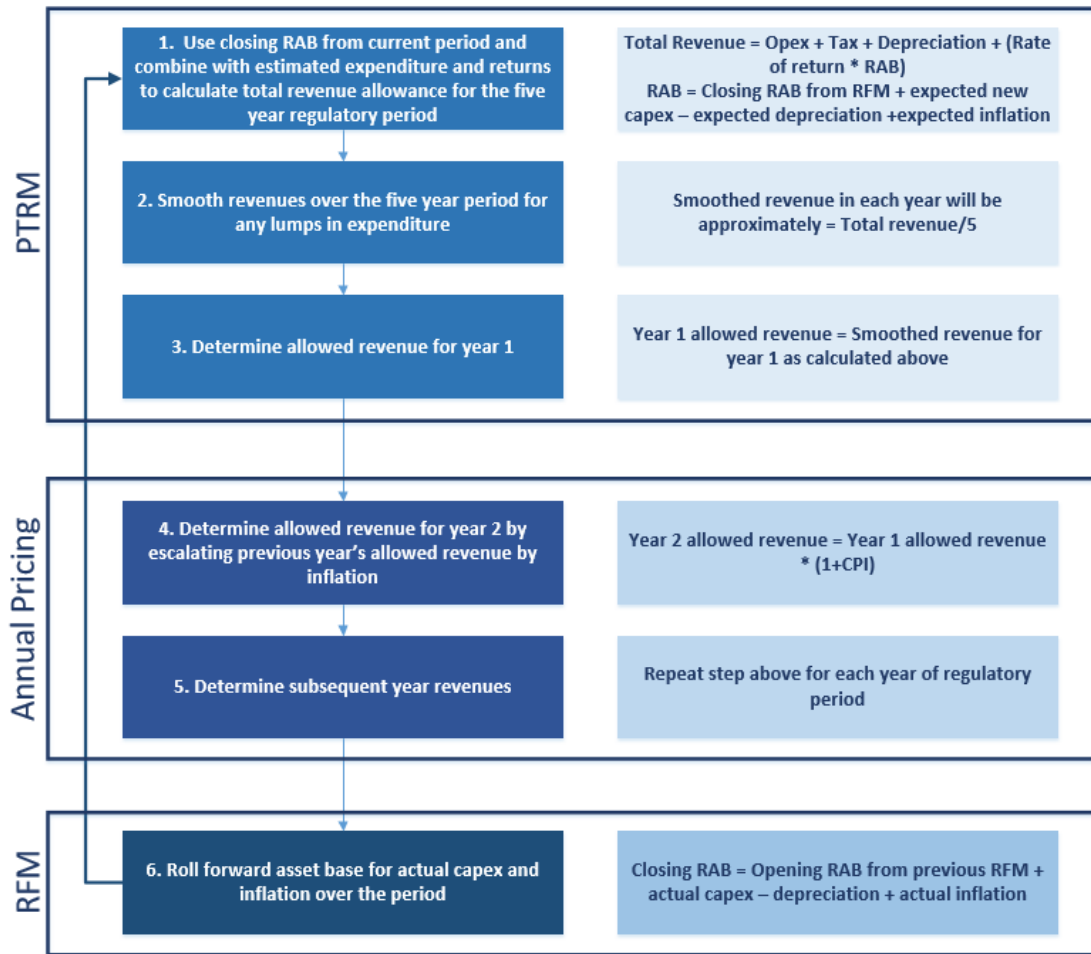 PTRM
1. Use closing RAB from current period and
combine with estimated expenditure and returns
to calculate total revenue allowance for the five
year regulatory period
Total Revenue = Opex + Tax + Depreciation + (Rate
of return * RAB)
RAB = Closing RAB from RFM + expected new
capex – expected depreciation +expected inflation
2. Smooth revenues over the five year period for
any lumps in expenditure
Smoothed revenue in each year will be
approximately = Total revenue/5
3. Determine allowed revenue for year 1
Year 1 allowed revenue = Smoothed revenue for
year 1 as calculated above
Annual Pricing
4. Determine allowed revenue for year 2 by
escalating previous year’s allowed revenue by
inflation
Year 2 allowed revenue = Year 1 allowed revenue
* (1+CPI)
5. Determine subsequent year revenues
Repeat step above for each year of regulatory
period
RFM
6. Roll forward asset base for actual capex and
inflation over the period
Closing RAB = Opening RAB from previous RFM +
actual capex – depreciation + actual inflation